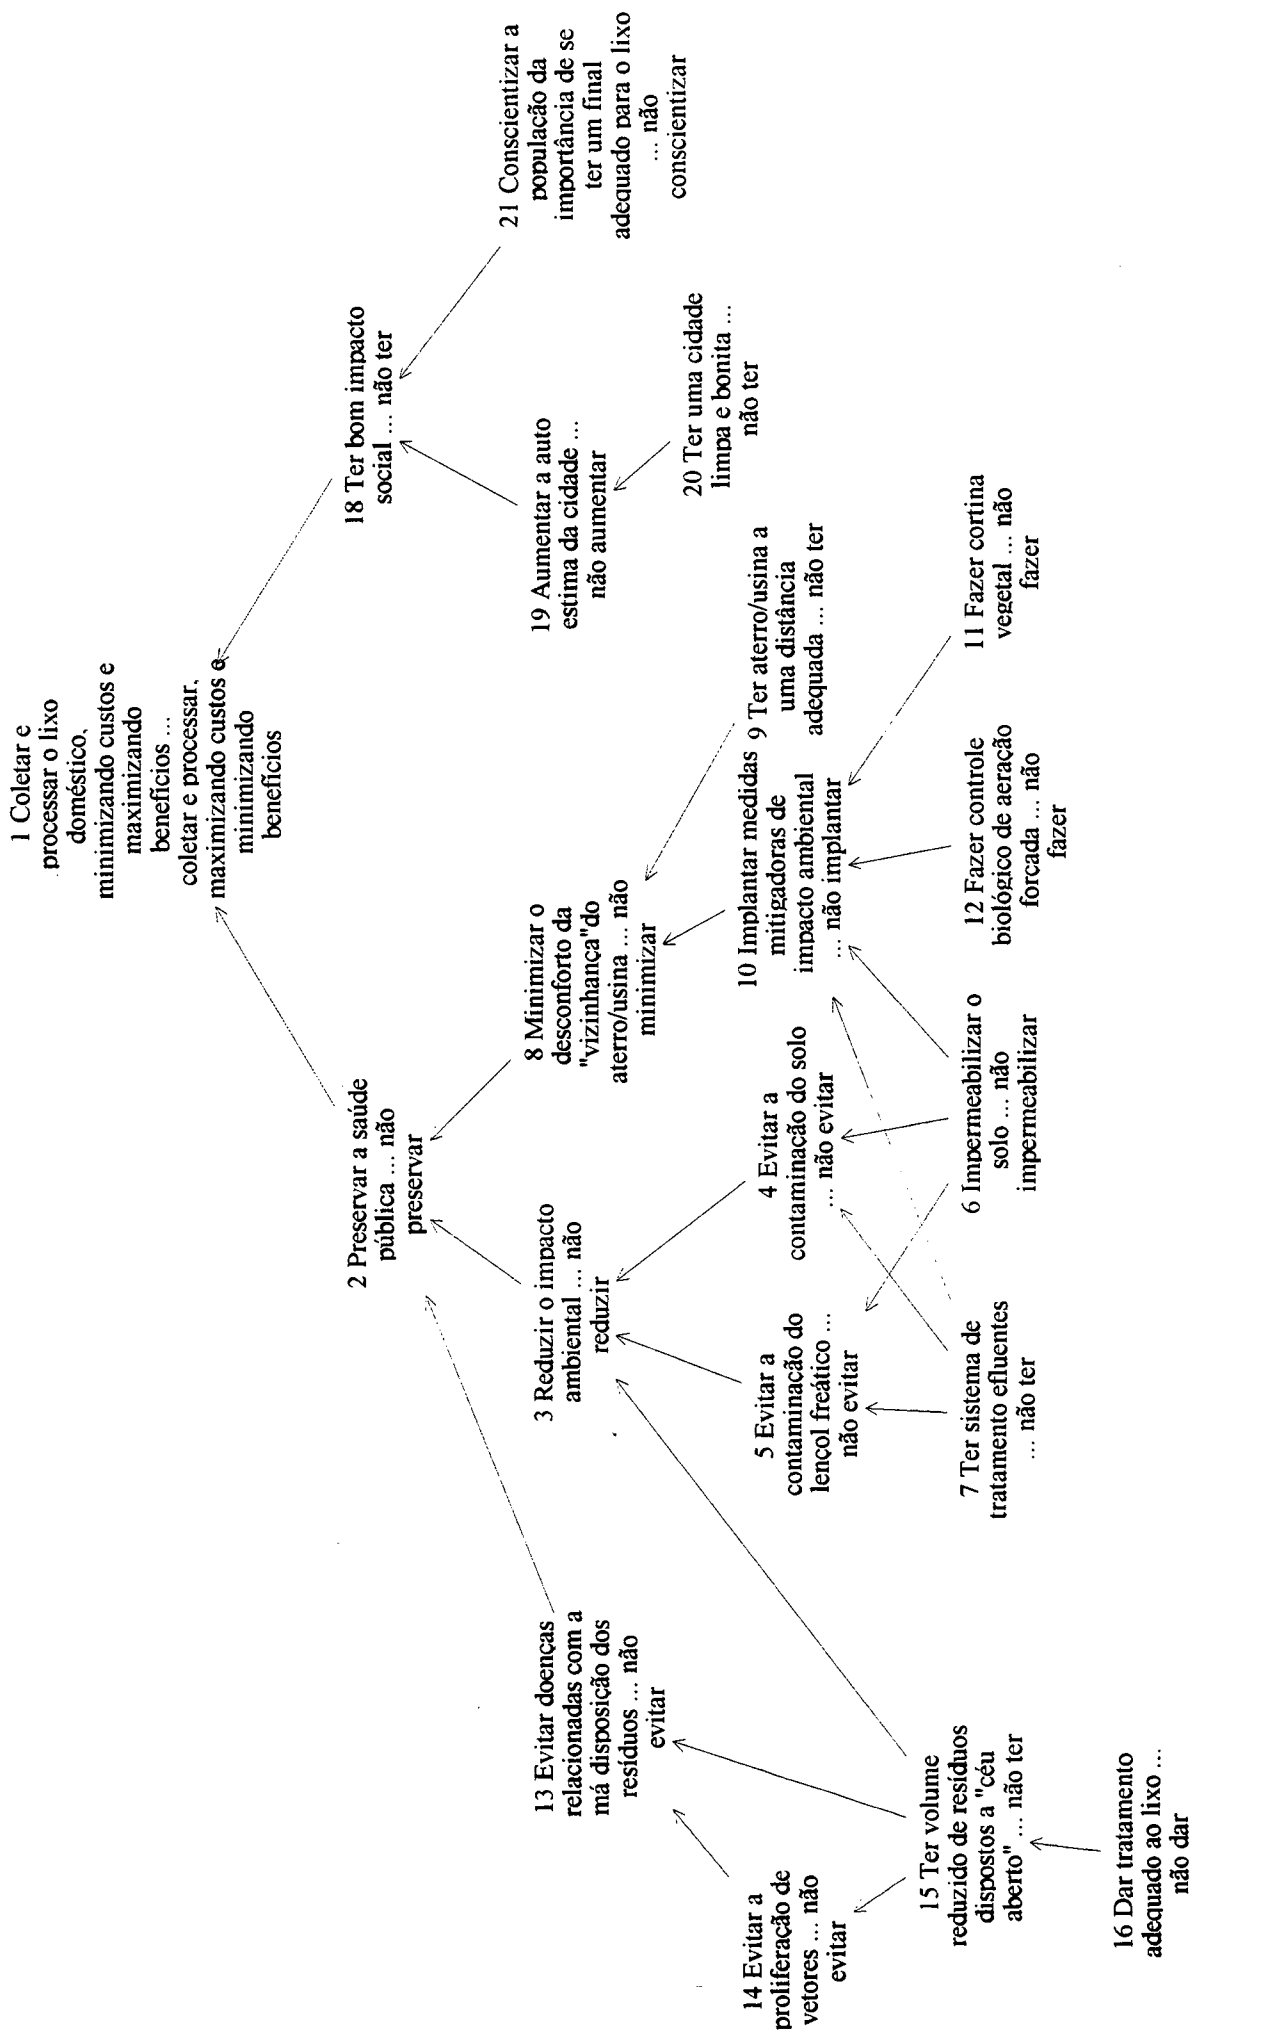 1 Coletar e
processar o lixo
doméstico,
minimizando custos e
maximizando
benefícios ...
coletar e processar,
maximizando custos e
minimizando
benefícios
2 Preservar a saúde
pública ... não
preservar
18 Ter bom impacto
social ... não ter
13 Evitar doenças
relacionadas com a
má disposição dos
resíduos ... não
evitar
3 Reduzir o impacto
ambiental ... não
reduzir
8 Minimizar o
desconforto da
"vizinhança"do
aterro/usina ... não
minimizar
19 Aumentar a auto
estima da cidade ...
não aumentar
21 Conscientizar a
população da
importância de se
ter um final
adequado para o lixo
... não
conscientizar
14 Evitar a
proliferação de
vetores ... não
evitar
5 Evitar a
contaminação do
lençol freático ...
não evitar
4 Evitar a
contaminação do solo
... não evitar
10 Implantar medidas
mitigadoras de
impacto ambiental
... não implantar
9 Ter aterro/usina a
uma distância
adequada ... não ter
20 Ter uma cidade
limpa e bonita ...
não ter
15 Ter volume
reduzido de resíduos
dispostos a "céu
aberto" ... não ter
7 Ter sistema de
tratamento efluentes
... não ter
6 Impermeabilizar o
solo ... não
impermeabilizar
12 Fazer controle
biológico de aeração
forçada ... não
fazer
11 Fazer cortina
vegetal ... não
fazer
16 Dar tratamento
adequado ao lixo ...
não dar